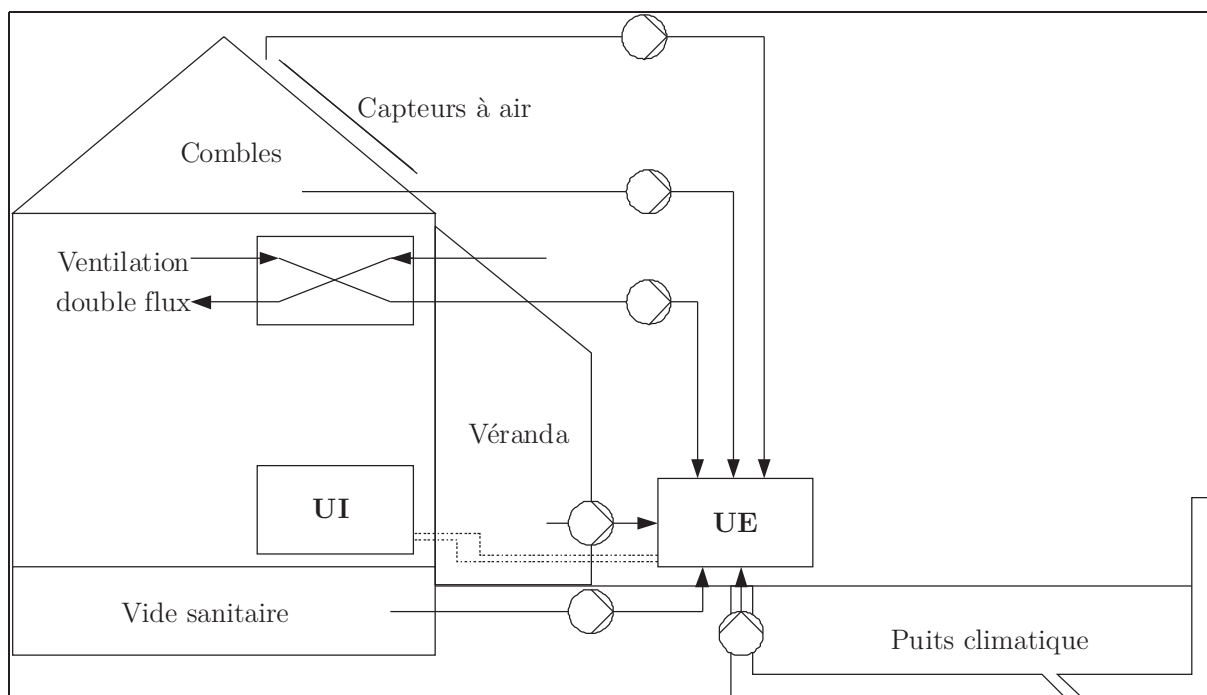 Capteurs à air
Combles
Ventilation
double flux
Véranda
UI
UE
Vide sanitaire
Puits climatique